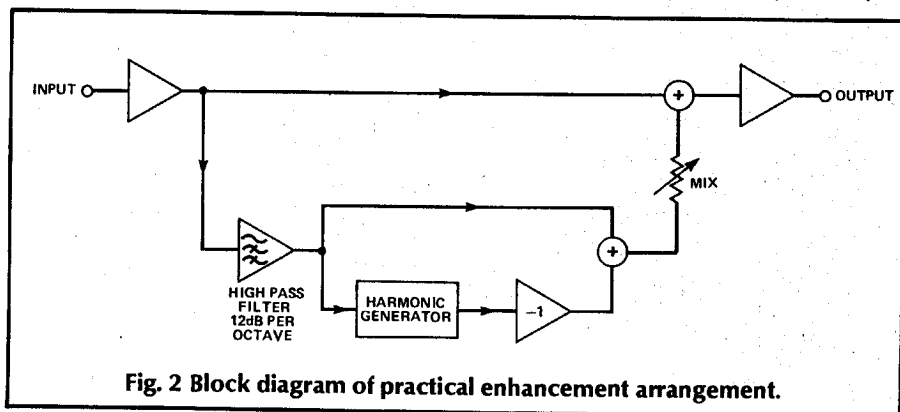 INPUT
+
OUTPUT
MIX
+
HIGH PASS
FILTER
12dB PER
OCTAVE
HARMONIC
GENERATOR
-1
Fig. 2 Block diagram of practical enhancement arrangement.